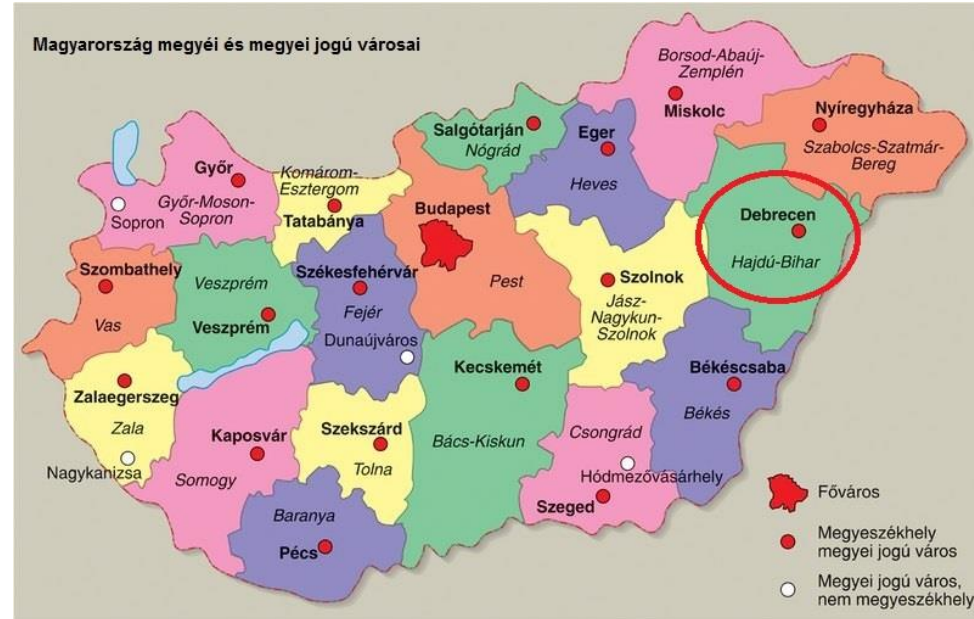 Magyarország megyéi és megyei jogú városai
Borsod-Abaúj-
Zemplén
Miskolc
Nyíregyháza
Szabolcs-Szatmár-
Bereg
Salgótarján
Nógrád
Eger
Heves
Győr
Győr-Moson-
Sopron
Sopron
Komárom-
Esztergom
Tatabánya
Budapest
Pest
Debrecen
Hajdú-Bihar
Szombathely
Vas
Veszprém
Veszprém
Székesfehérvár
Fejér
Dunaújváros
Szolnok
Jász-
Nagykun-
Szolnok
Kecskemét
Bács-Kiskun
Békéscsaba
Békés
Zalaegerszeg
Zala
Nagykanizsa
Kaposvár
Somogy
Szekszárd
Tolna
Csongrád
Hódmezővásárhely
Szeged
Baranya
Pécs
Főváros
Megyeszékhely
megyei jogú város
Megyei jogú város,
nem megyeszékhely